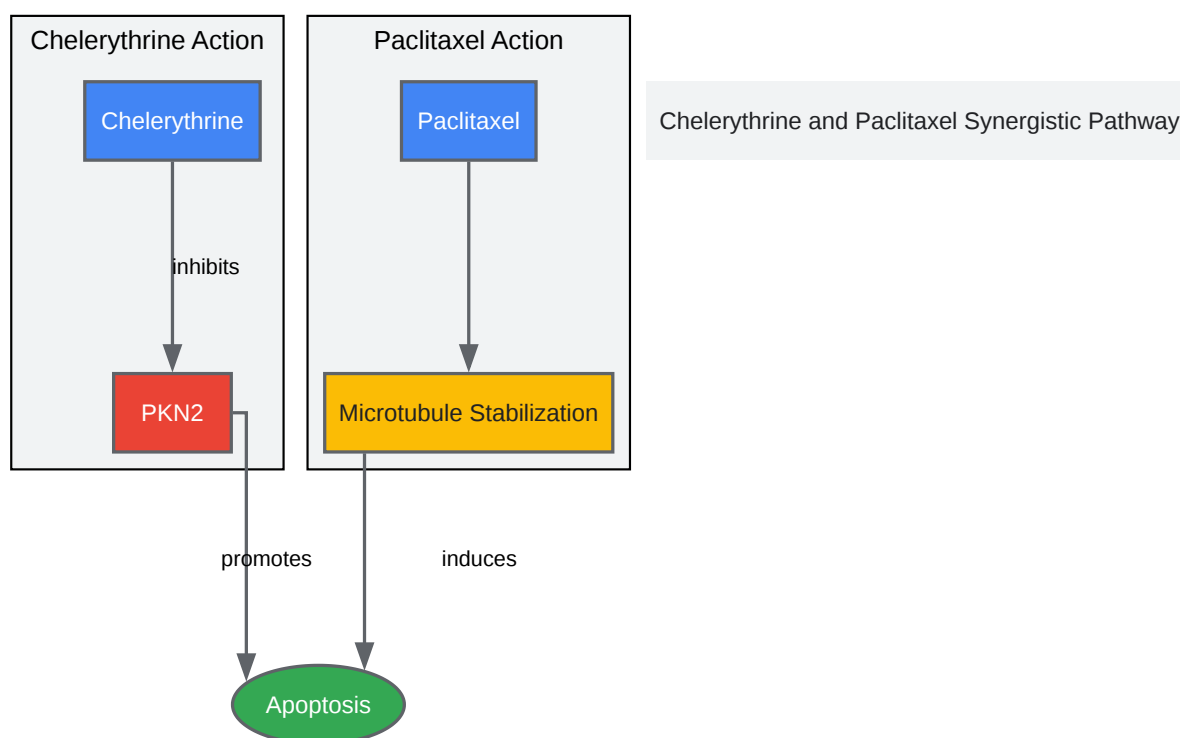 Chelerythrine Action
Paclitaxel Action
Chelerythrine
Paclitaxel
Chelerythrine and Paclitaxel Synergistic Pathway
inhibits
PKN2
Microtubule Stabilization
promotes
induces
Apoptosis